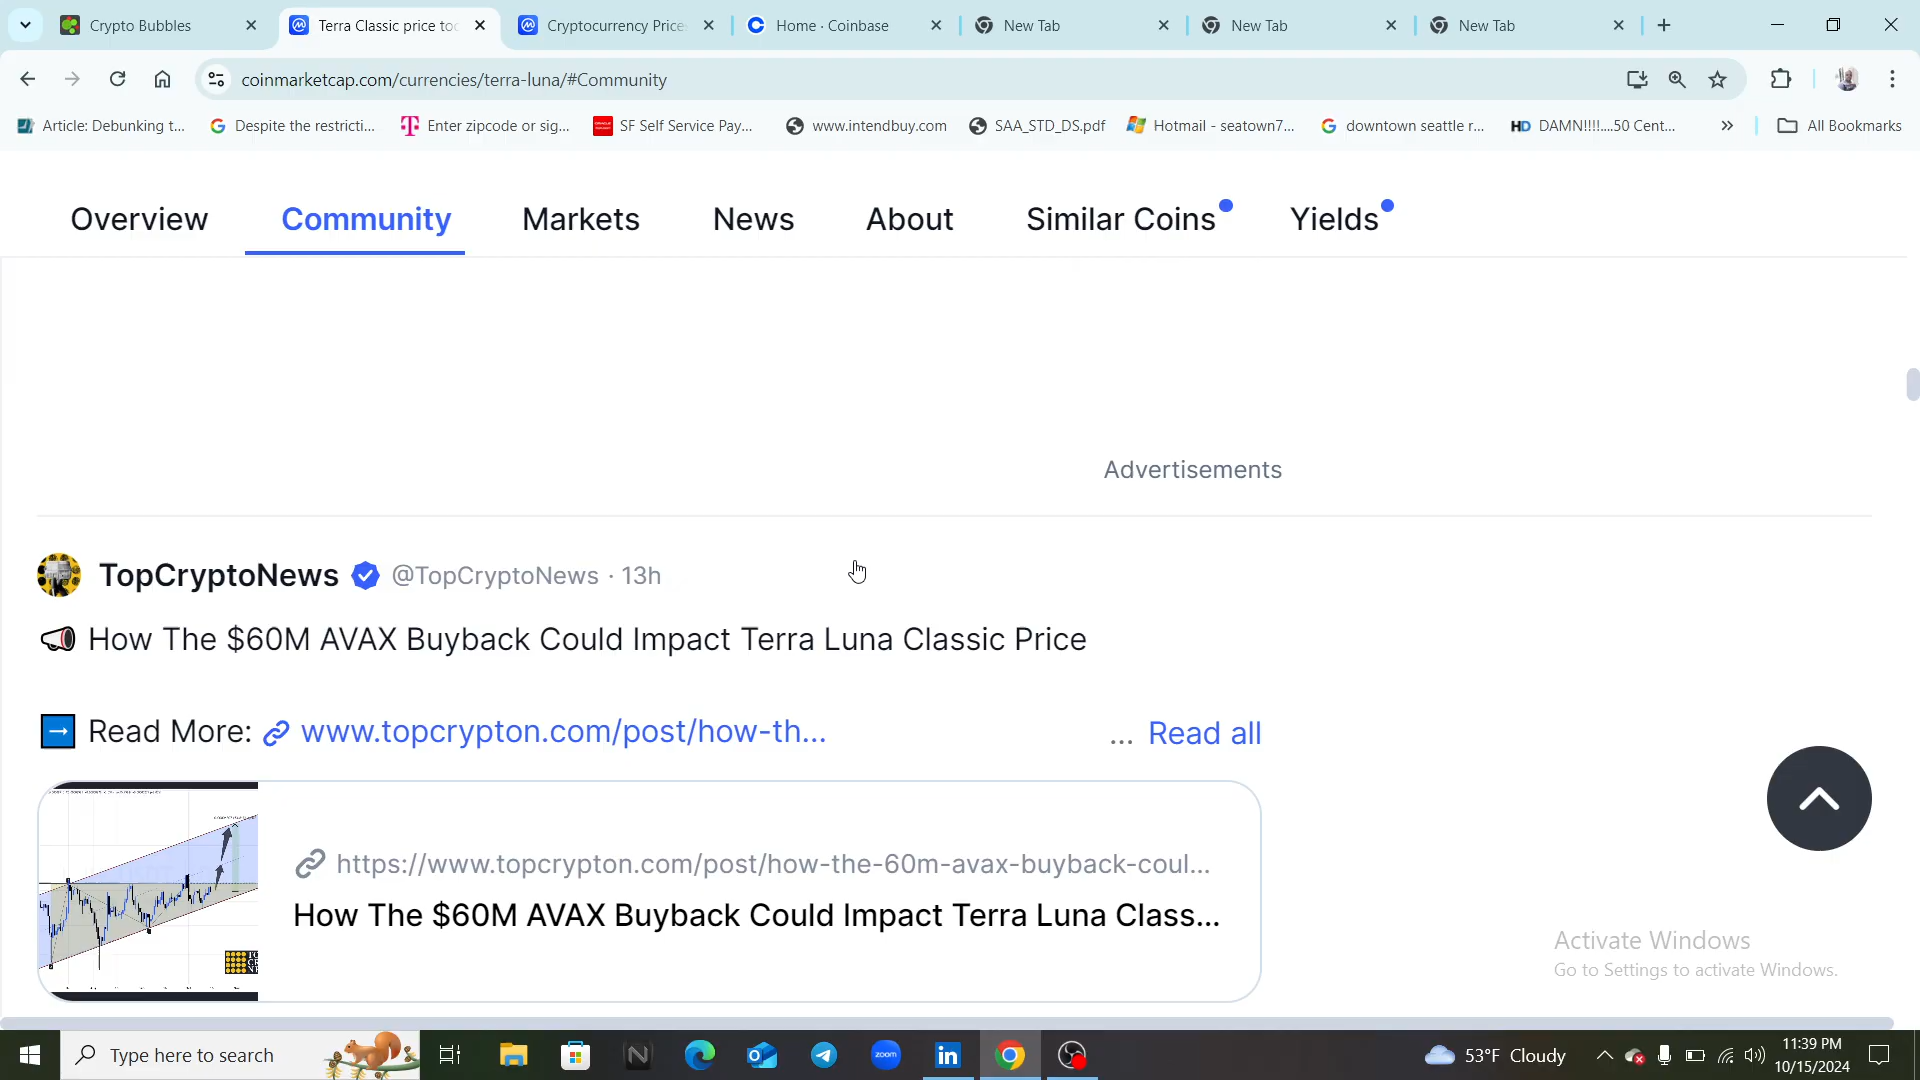 Crypto Bubbles
Terra Classic price toc
Cryptocurrency Price
Home · Coinbase
New Tab
New Tab
New Tab
coinmarketcap.com/currencies/terra-luna/#Community
Article: Debunking t...
Despite the restricti...
Enter zipcode or sig...
SF Self Service Pay...
www.intendbuy.com
SAA_STD_DS.pdf
Hotmail - seatown7...
downtown seattle r...
HD DAMN!!!!....50 Cent...
All Bookmarks
Overview
Community
Markets
News
About
Similar Coins
Yields
Advertisements
TopCryptoNews @TopCryptoNews · 13h
How The $60M AVAX Buyback Could Impact Terra Luna Classic Price
Read More: www.topcrypton.com/post/how-th...
... Read all
https://www.topcrypton.com/post/how-the-60m-avax-buyback-coul...
How The $60M AVAX Buyback Could Impact Terra Luna Class...
Activate Windows
Go to Settings to activate Windows.
Type here to search
zoom
53°F Cloudy
11:39 PM
10/15/2024